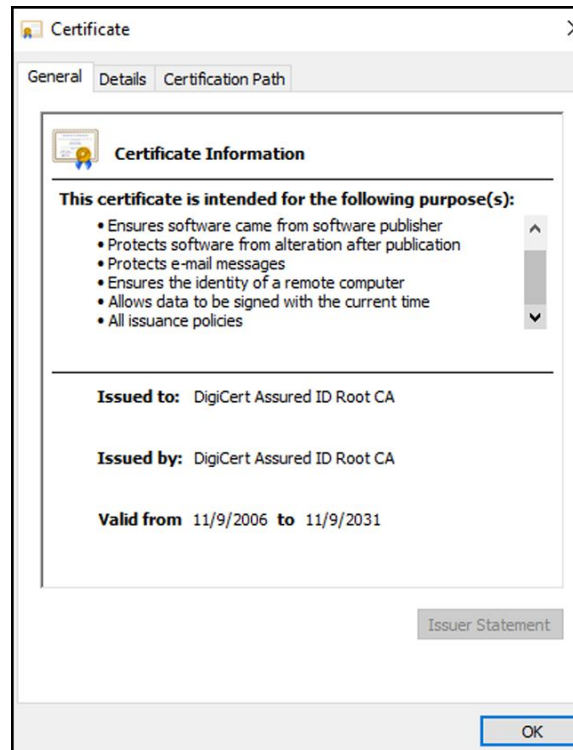 Certificate
General Details Certification Path
Certificate Information
This certificate is intended for the following purpose(s):
• Ensures software came from software publisher
• Protects software from alteration after publication
• Protects e-mail messages
• Ensures the identity of a remote computer
• Allows data to be signed with the current time
• All issuance policies
Issued to: DigiCert Assured ID Root CA
Issued by: DigiCert Assured ID Root CA
Valid from 11/9/2006 to 11/9/2031
Issuer Statement
OK